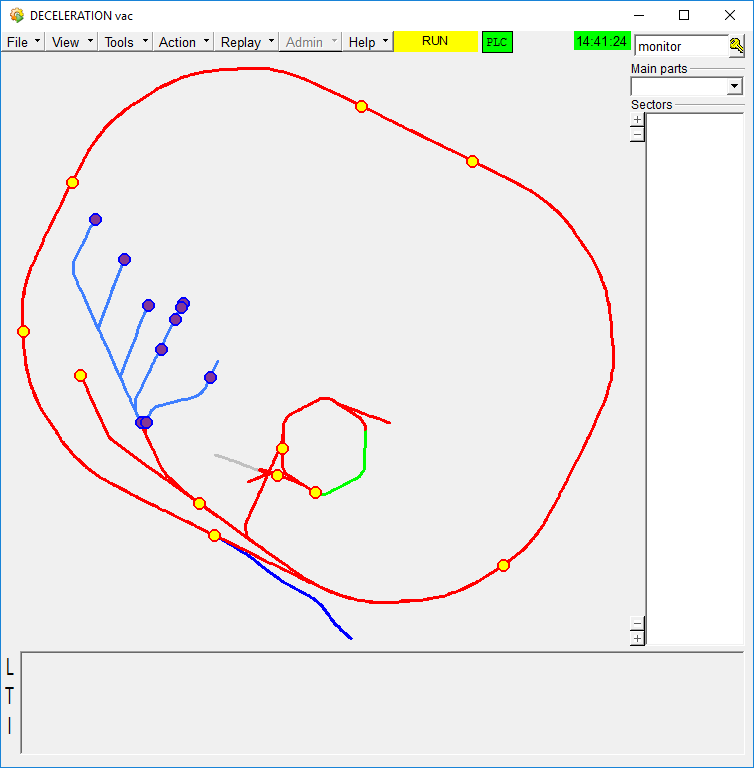 DECELERATION vac
File View Tools Action Replay Admin Help RUN PLC 14:41:24 monitor
Main parts
Sectors
+
−
−
+
L
T
I